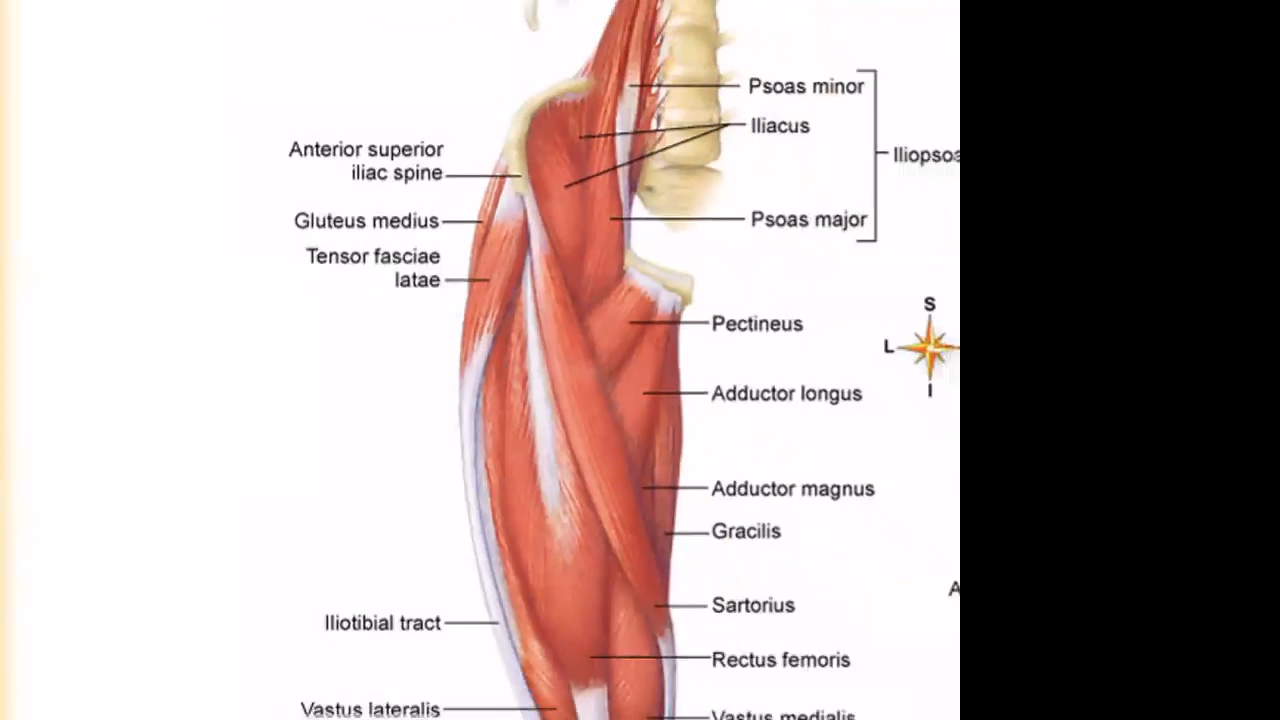 Psoas minor
Iliacus
Anterior superior
iliac spine
Iliopsoa
Gluteus medius
Psoas major
Tensor fasciae
latae
S
Pectineus
L
I
Adductor longus
Adductor magnus
Gracilis
A
Sartorius
Iliotibial tract
Rectus femoris
Vastus lateralis
Vastus medialis